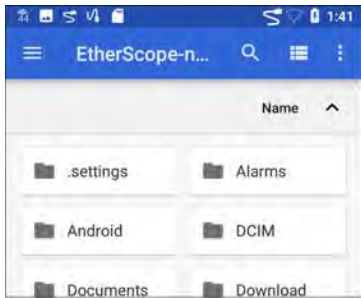 1:41
EtherScope-n...
Name
.settings Alarms
Android DCIM
Documents Download